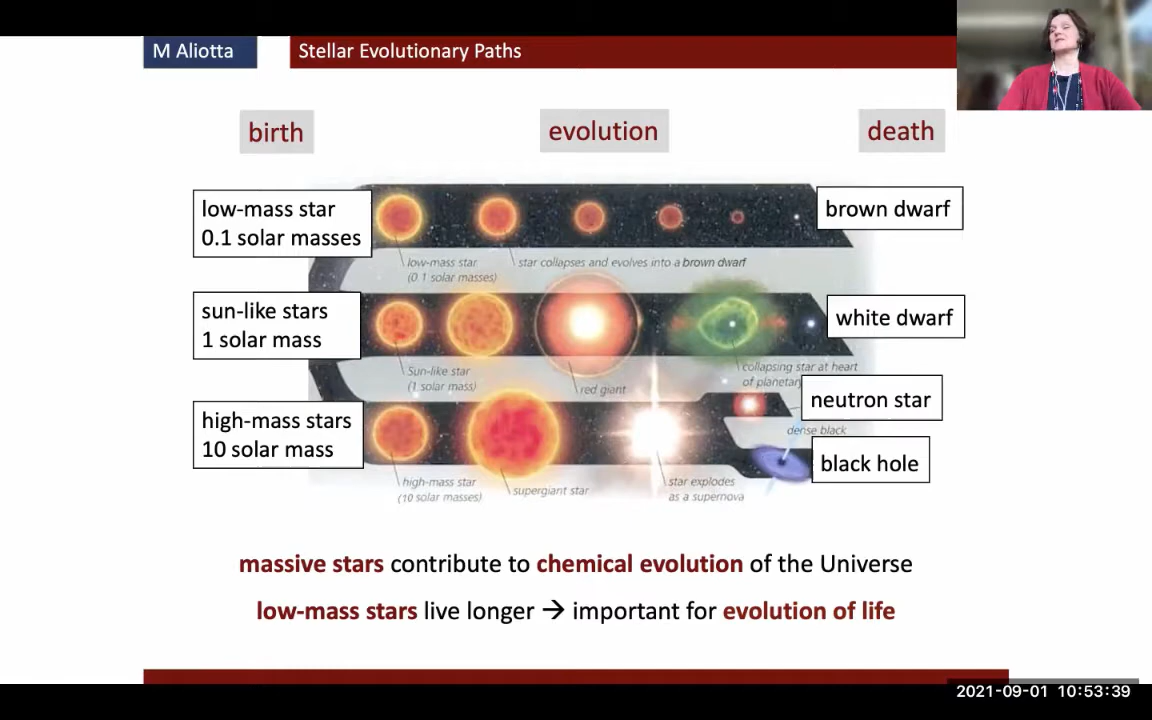 M Aliotta
Stellar Evolutionary Paths
birth
evolution
death
low-mass star
0.1 solar masses
brown dwarf
low-mass star
(0.1 solar masses)
star collapses and evolves into a brown dwarf
sun-like stars
1 solar mass
white dwarf
Sun-like star
(1 solar mass)
red giant
collapsing star at heart
of planetary
neutron star
dense black
high-mass stars
10 solar mass
black hole
high-mass star
(10 solar masses)
supergiant star
star explodes
as a supernova
massive stars contribute to chemical evolution of the Universe
low-mass stars live longer → important for evolution of life
2021-09-01 10:53:39